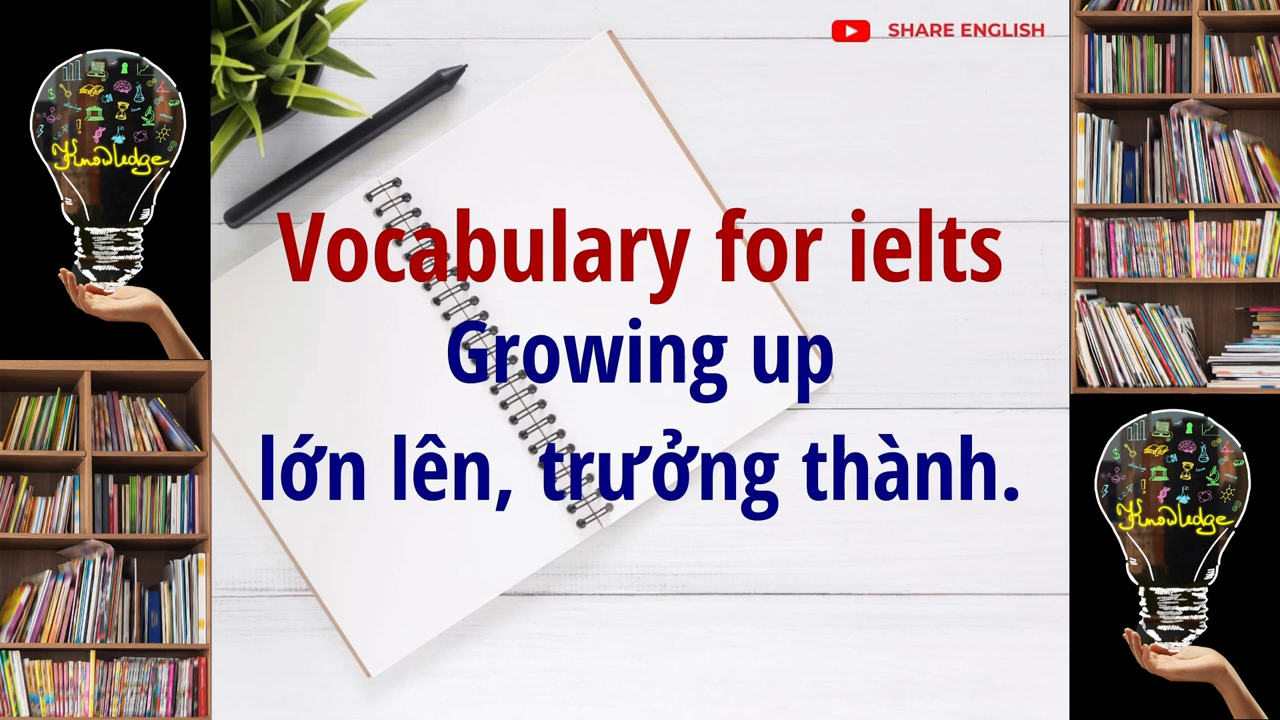 SHARE ENGLISH
Knowledge
Vocabulary for ielts
Growing up
lớn lên, trưởng thành.
Knowledge